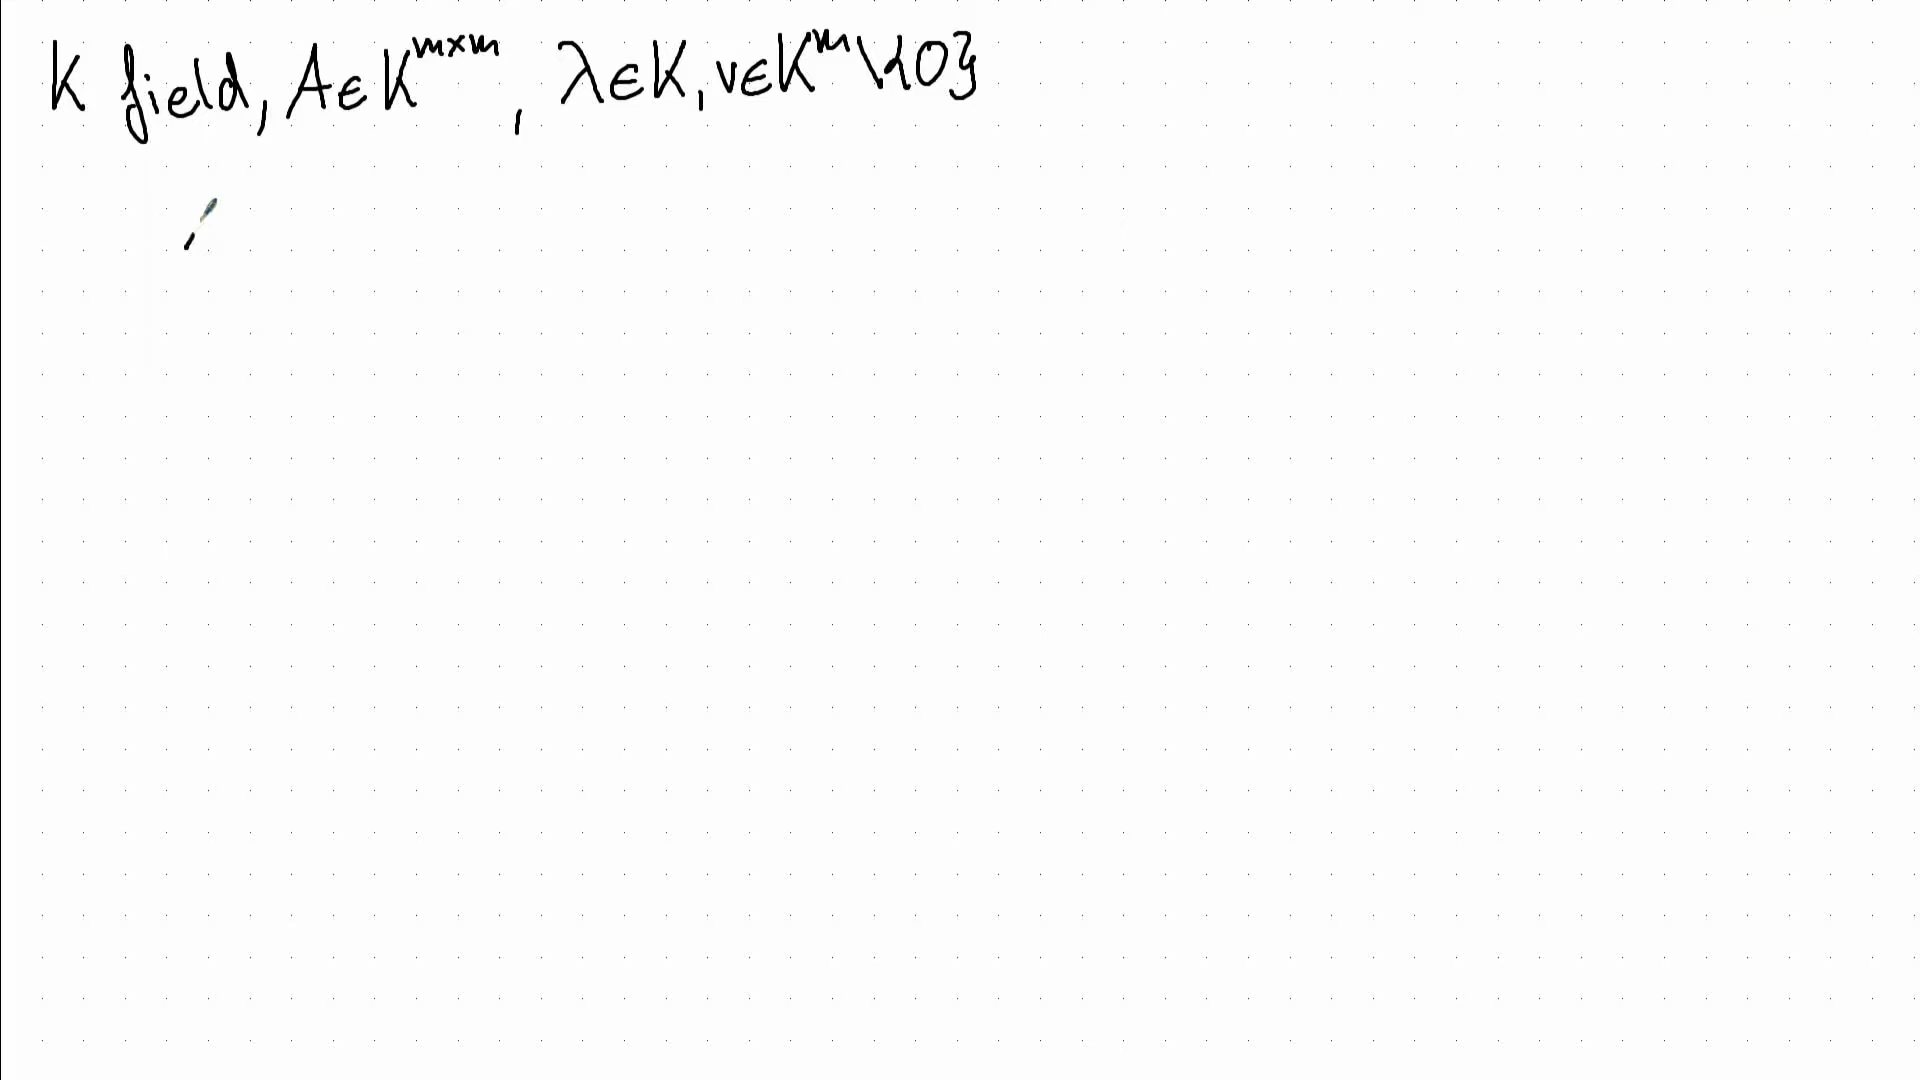 K field, A∈K^{m×m}, λ∈K, v∈K^m\{0}